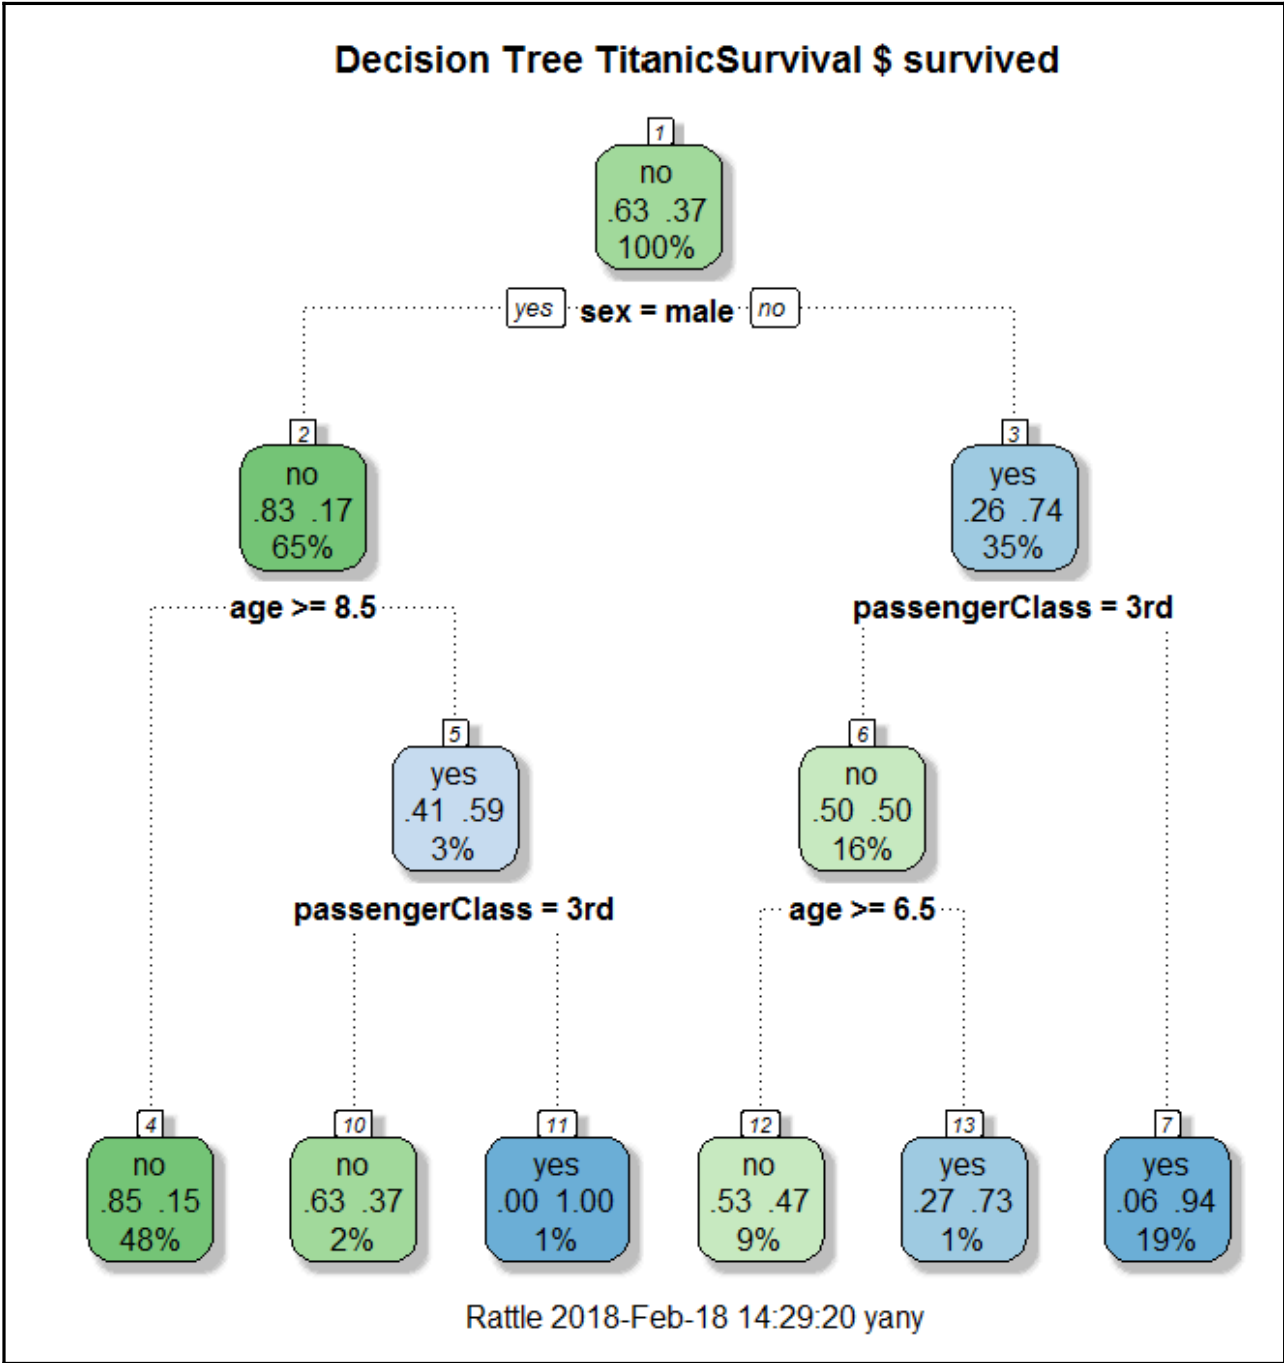 Decision Tree TitanicSurvival $ survived
1
no
.63 .37
100%
yes sex = male no
2
no
.83 .17
65%
3
yes
.26 .74
35%
age >= 8.5
passengerClass = 3rd
5
yes
.41 .59
3%
6
no
.50 .50
16%
passengerClass = 3rd
age >= 6.5
4
no
.85 .15
48%
10
no
.63 .37
2%
11
yes
.00 1.00
1%
12
no
.53 .47
9%
13
yes
.27 .73
1%
7
yes
.06 .94
19%
Rattle 2018-Feb-18 14:29:20 yany